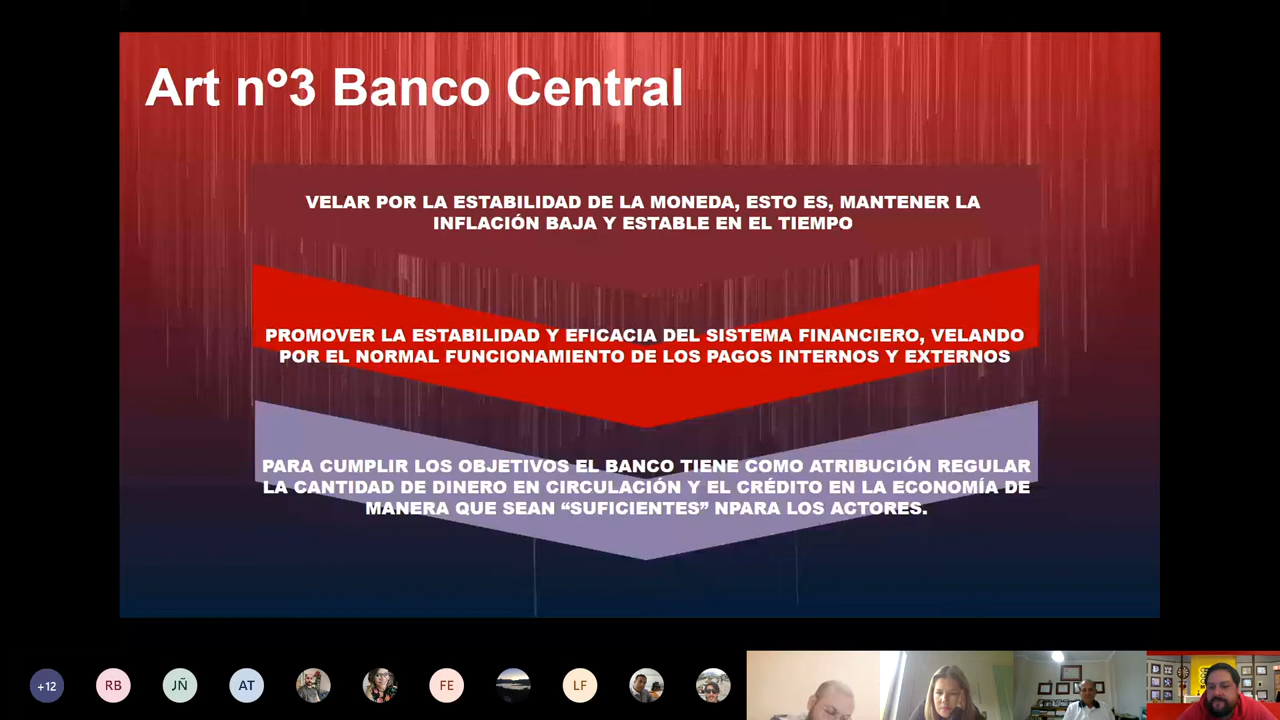 Art nº3 Banco Central
VELAR POR LA ESTABILIDAD DE LA MONEDA, ESTO ES, MANTENER LA
INFLACIÓN BAJA Y ESTABLE EN EL TIEMPO
PROMOVER LA ESTABILIDAD Y EFICACIA DEL SISTEMA FINANCIERO, VELANDO
POR EL NORMAL FUNCIONAMIENTO DE LOS PAGOS INTERNOS Y EXTERNOS
PARA CUMPLIR LOS OBJETIVOS EL BANCO TIENE COMO ATRIBUCIÓN REGULAR
LA CANTIDAD DE DINERO EN CIRCULACIÓN Y EL CRÉDITO EN LA ECONOMÍA DE
MANERA QUE SEAN “SUFICIENTES” NPARA LOS ACTORES.
+12 RB JÑ AT FE LF